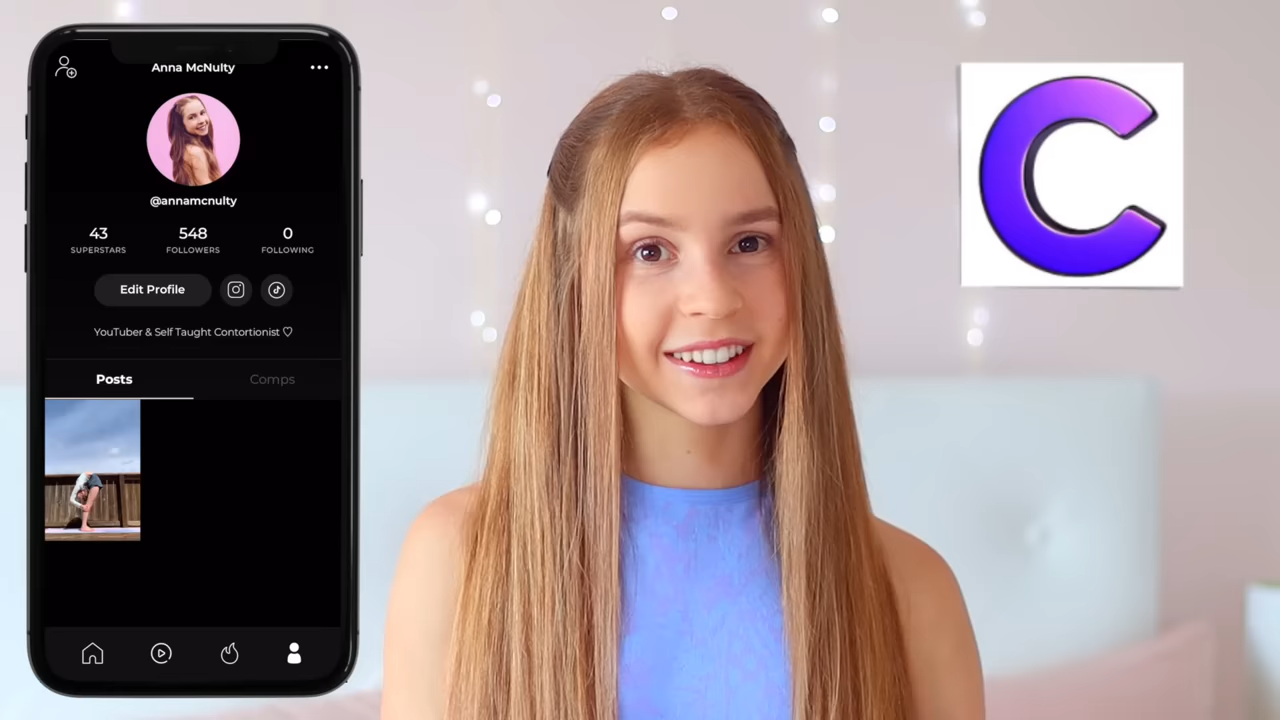 Anna McNulty
@annamcnulty
43 548 0
SUPERSTARS FOLLOWERS FOLLOWING
Edit Profile
YouTuber & Self Taught Contortionist ♡
Posts Comps
C